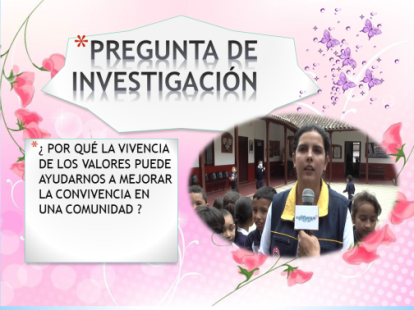 *PREGUNTA DE
INVESTIGACIÓN
*¿ POR QUÉ LA VIVENCIA
DE LOS VALORES PUEDE
AYUDARNOS A MEJORAR
LA CONVIVENCIA EN
UNA COMUNIDAD ?